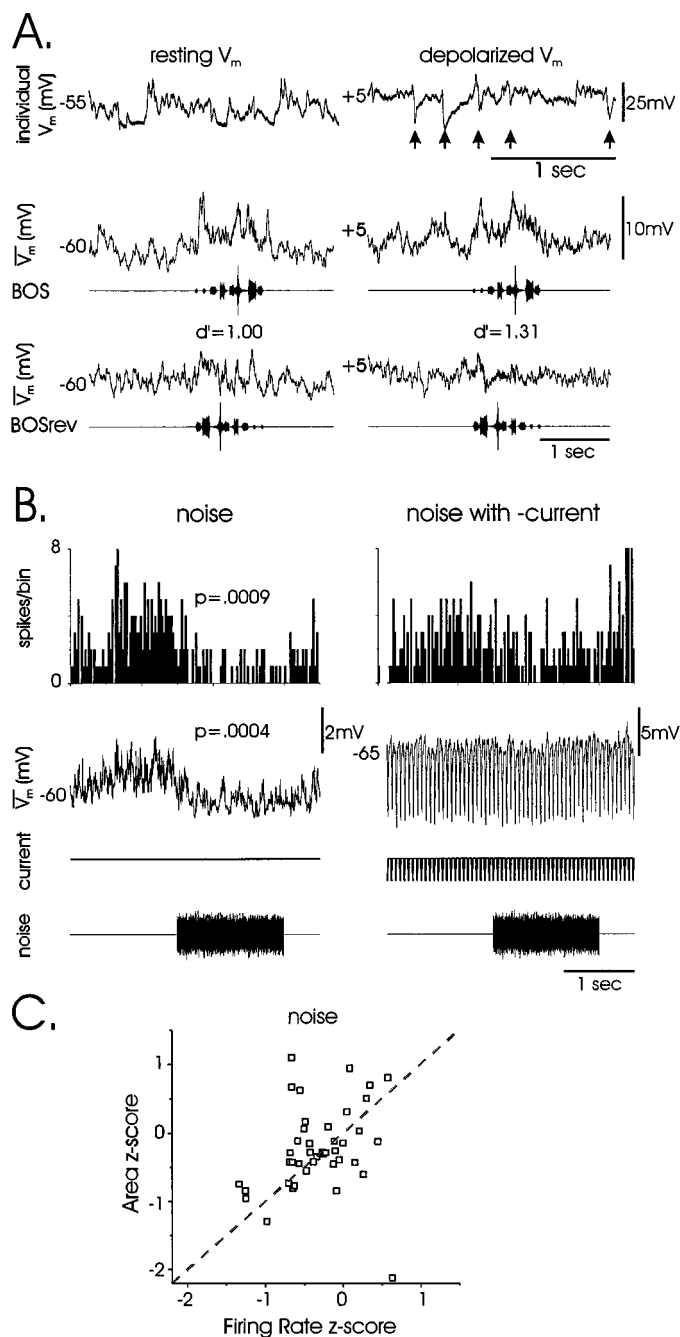 A.
resting Vm
depolarized Vm
individual
Vm (mV)
-55
+5
25mV
1 sec
Vm (mV)
-60
+5
10mV
BOS
d'=1.00
d'=1.31
Vm (mV)
-60
+5
BOSrev
1 sec
B.
noise
noise with -current
spikes/bin
8
0
p=.0009
Vm (mV)
-60
p=.0004
2mV
-65
5mV
current
noise
1 sec
C.
noise
Area z-score
1
0
-1
-2
-2
-1
0
1
Firing Rate z-score